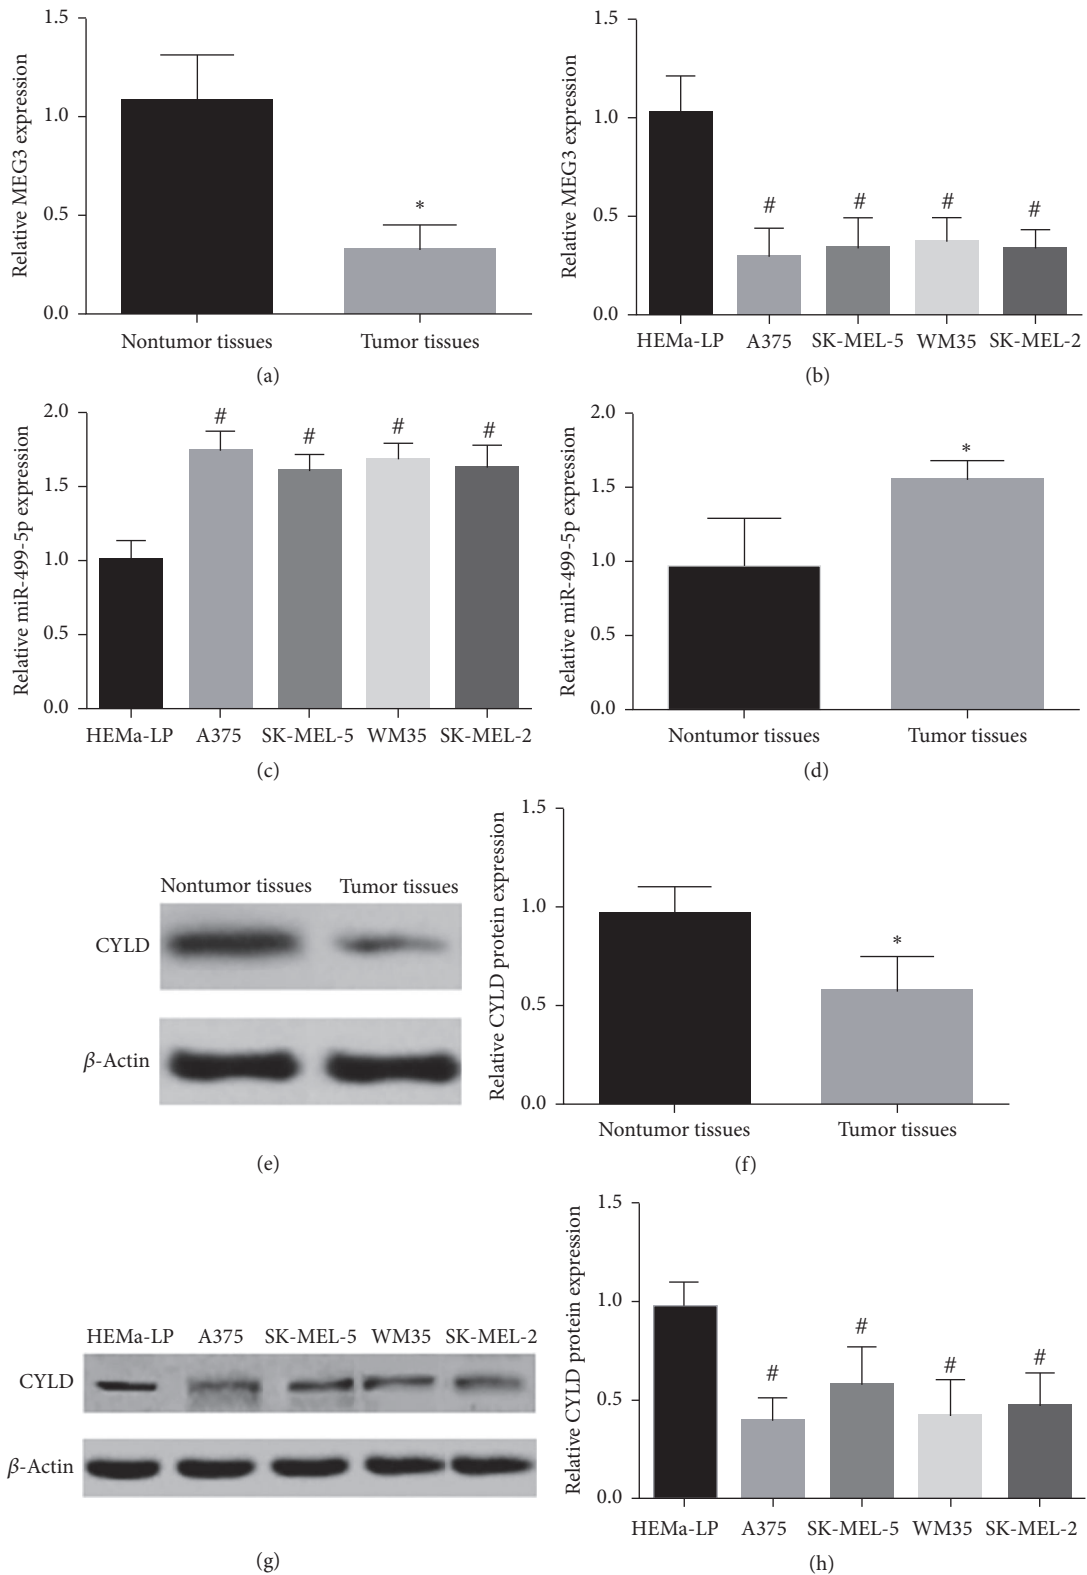 Relative MEG3 expression
1.5
1.0
0.5
0.0
*
Nontumor tissues
Tumor tissues
(a)
Relative MEG3 expression
1.5
1.0
0.5
0.0
# # # #
HEMa-LP A375 SK-MEL-5 WM35 SK-MEL-2
(b)
Relative miR-499-5p expression
2.0
1.5
1.0
0.5
0.0
# # # #
HEMa-LP A375 SK-MEL-5 WM35 SK-MEL-2
(c)
Relative miR-499-5p expression
2.0
1.5
1.0
0.5
0.0
*
Nontumor tissues
Tumor tissues
(d)
Nontumor tissues Tumor tissues
CYLD
β-Actin
(e)
Relative CYLD protein expression
1.5
1.0
0.5
0.0
*
Nontumor tissues
Tumor tissues
(f)
HEMa-LP A375 SK-MEL-5 WM35 SK-MEL-2
CYLD
β-Actin
(g)
Relative CYLD protein expression
1.5
1.0
0.5
0.0
# # # #
HEMa-LP A375 SK-MEL-5 WM35 SK-MEL-2
(h)